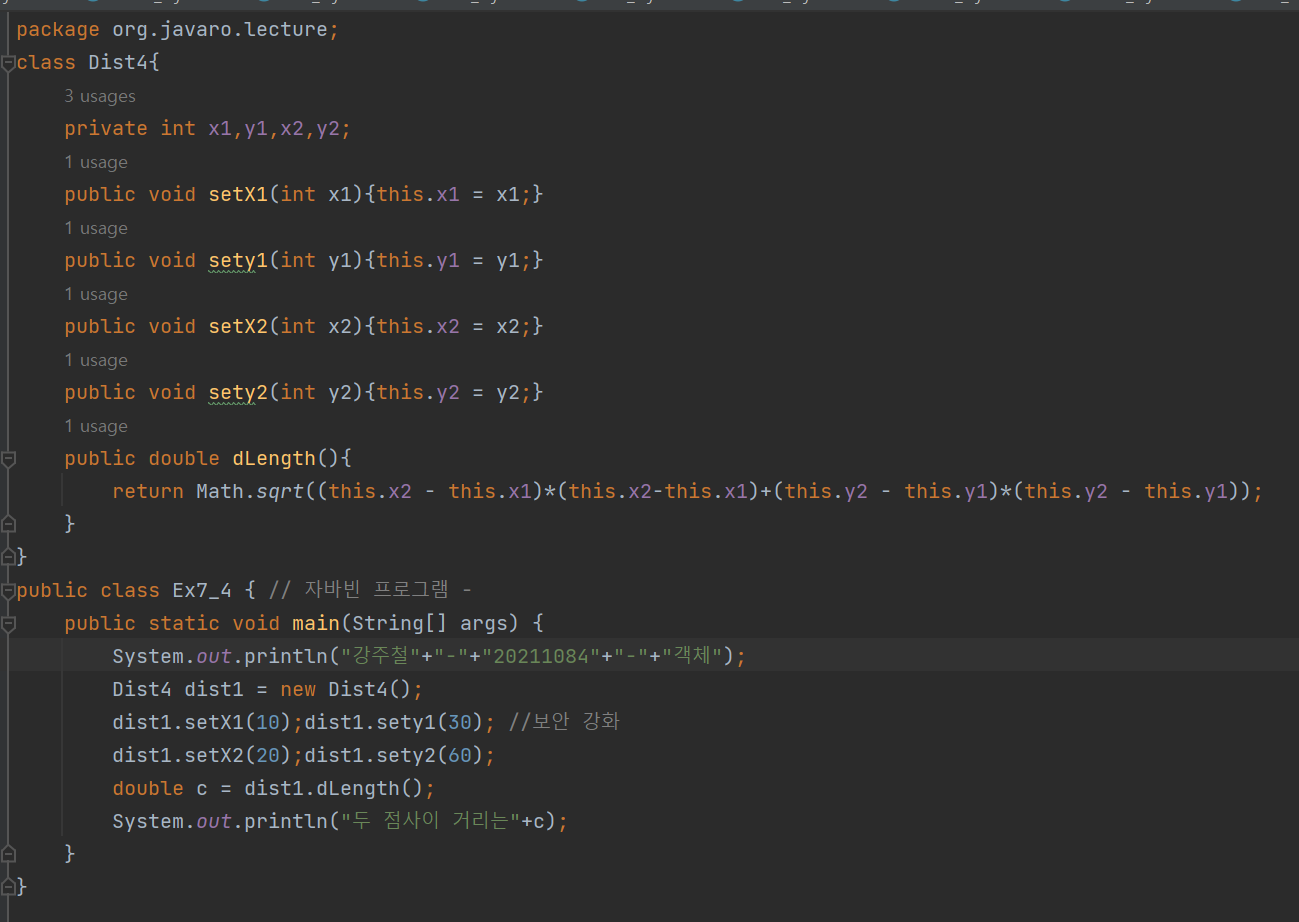 package org.javaro.lecture;
class Dist4{
3 usages
private int x1,y1,x2,y2;
1 usage
public void setX1(int x1){this.x1 = x1;}
1 usage
public void sety1(int y1){this.y1 = y1;}
1 usage
public void setX2(int x2){this.x2 = x2;}
1 usage
public void sety2(int y2){this.y2 = y2;}
1 usage
public double dLength(){
return Math.sqrt((this.x2 - this.x1)*(this.x2-this.x1)+(this.y2 - this.y1)*(this.y2 - this.y1));
}
}
public class Ex7_4 { // 자바빈 프로그램 -
public static void main(String[] args) {
System.out.println("강주철"+"-"+"20211084"+"-"+"객체");
Dist4 dist1 = new Dist4();
dist1.setX1(10);dist1.sety1(30); //보안 강화
dist1.setX2(20);dist1.sety2(60);
double c = dist1.dLength();
System.out.println("두 점사이 거리는"+c);
}
}